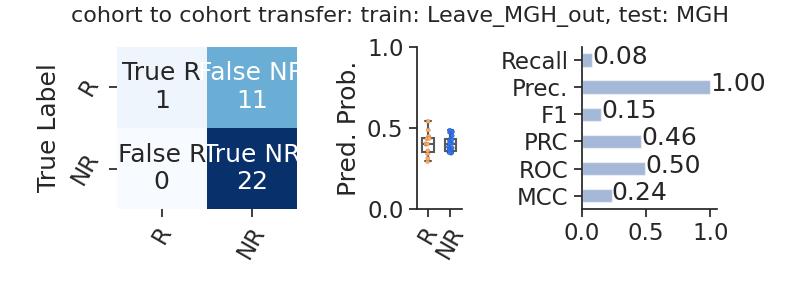 cohort to cohort transfer: train: Leave_MGH_out, test: MGH
True Label
R
NR
True R
1
False NR
11
False R
0
True NR
22
R
NR
Pred. Prob.
1.0
0.5
0.0
R
NR
Recall
0.08
Prec.
1.00
F1
0.15
PRC
0.46
ROC
0.50
MCC
0.24
0.0
0.5
1.0